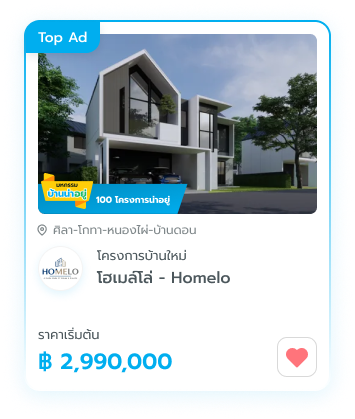 Top Ad
มหกรรม
บ้านน่าอยู่
100 โครงการน่าอยู่
ศิลา-โกทา-หนองไผ่-บ้านดอน
HOMELO
โครงการบ้านใหม่
โฮเมล์โล่ - Homelo
ราคาเริ่มต้น
฿ 2,990,000